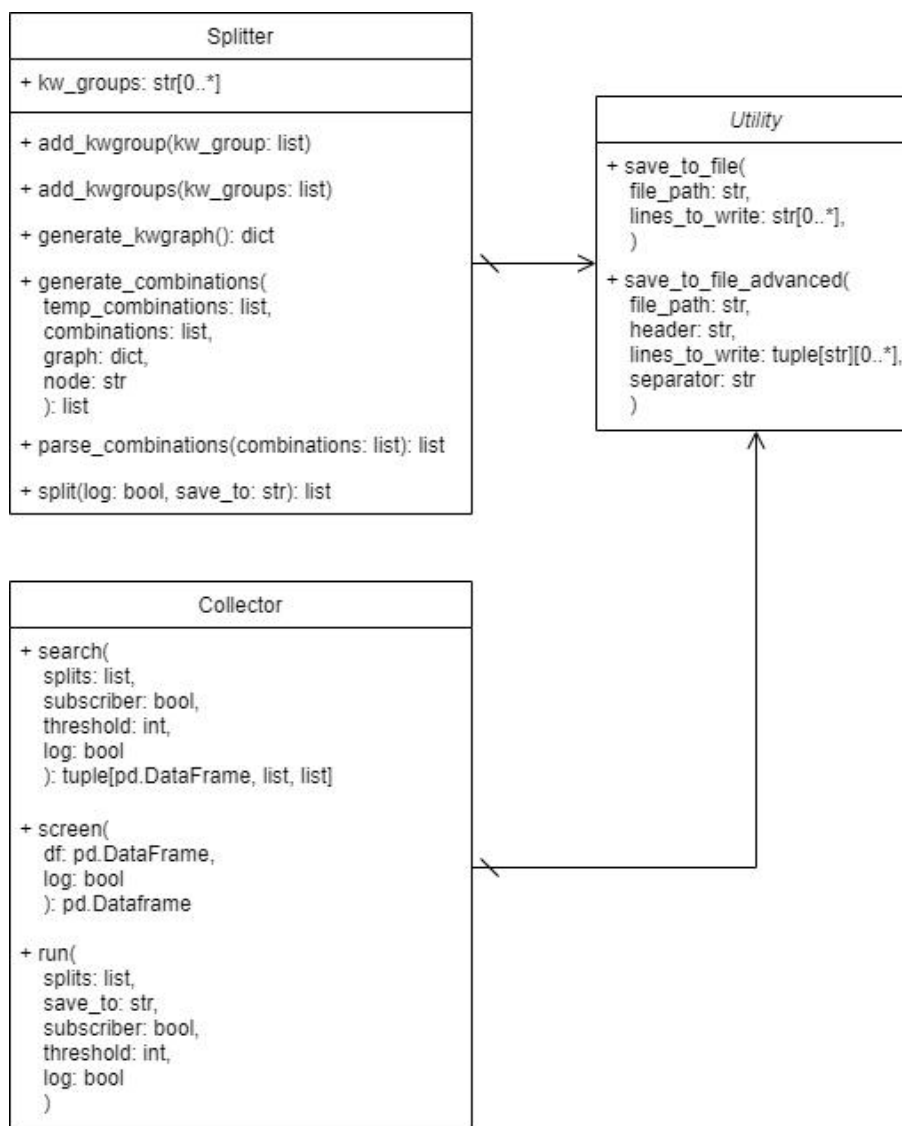 Splitter
+ kw_groups: str[0..*]
+ add_kwgroup(kw_group: list)
+ add_kwgroups(kw_groups: list)
+ generate_kwgraph(): dict
+ generate_combinations(
temp_combinations: list,
combinations: list,
graph: dict,
node: str
): list
+ parse_combinations(combinations: list): list
+ split(log: bool, save_to: str): list
Utility
+ save_to_file(
file_path: str,
lines_to_write: str[0..*],
)
+ save_to_file_advanced(
file_path: str,
header: str,
lines_to_write: tuple[str][0..*],
separator: str
)
Collector
+ search(
splits: list,
subscriber: bool,
threshold: int,
log: bool
): tuple[pd.DataFrame, list, list]
+ screen(
df: pd.DataFrame,
log: bool
): pd.Dataframe
+ run(
splits: list,
save_to: str,
subscriber: bool,
threshold: int,
log: bool
)